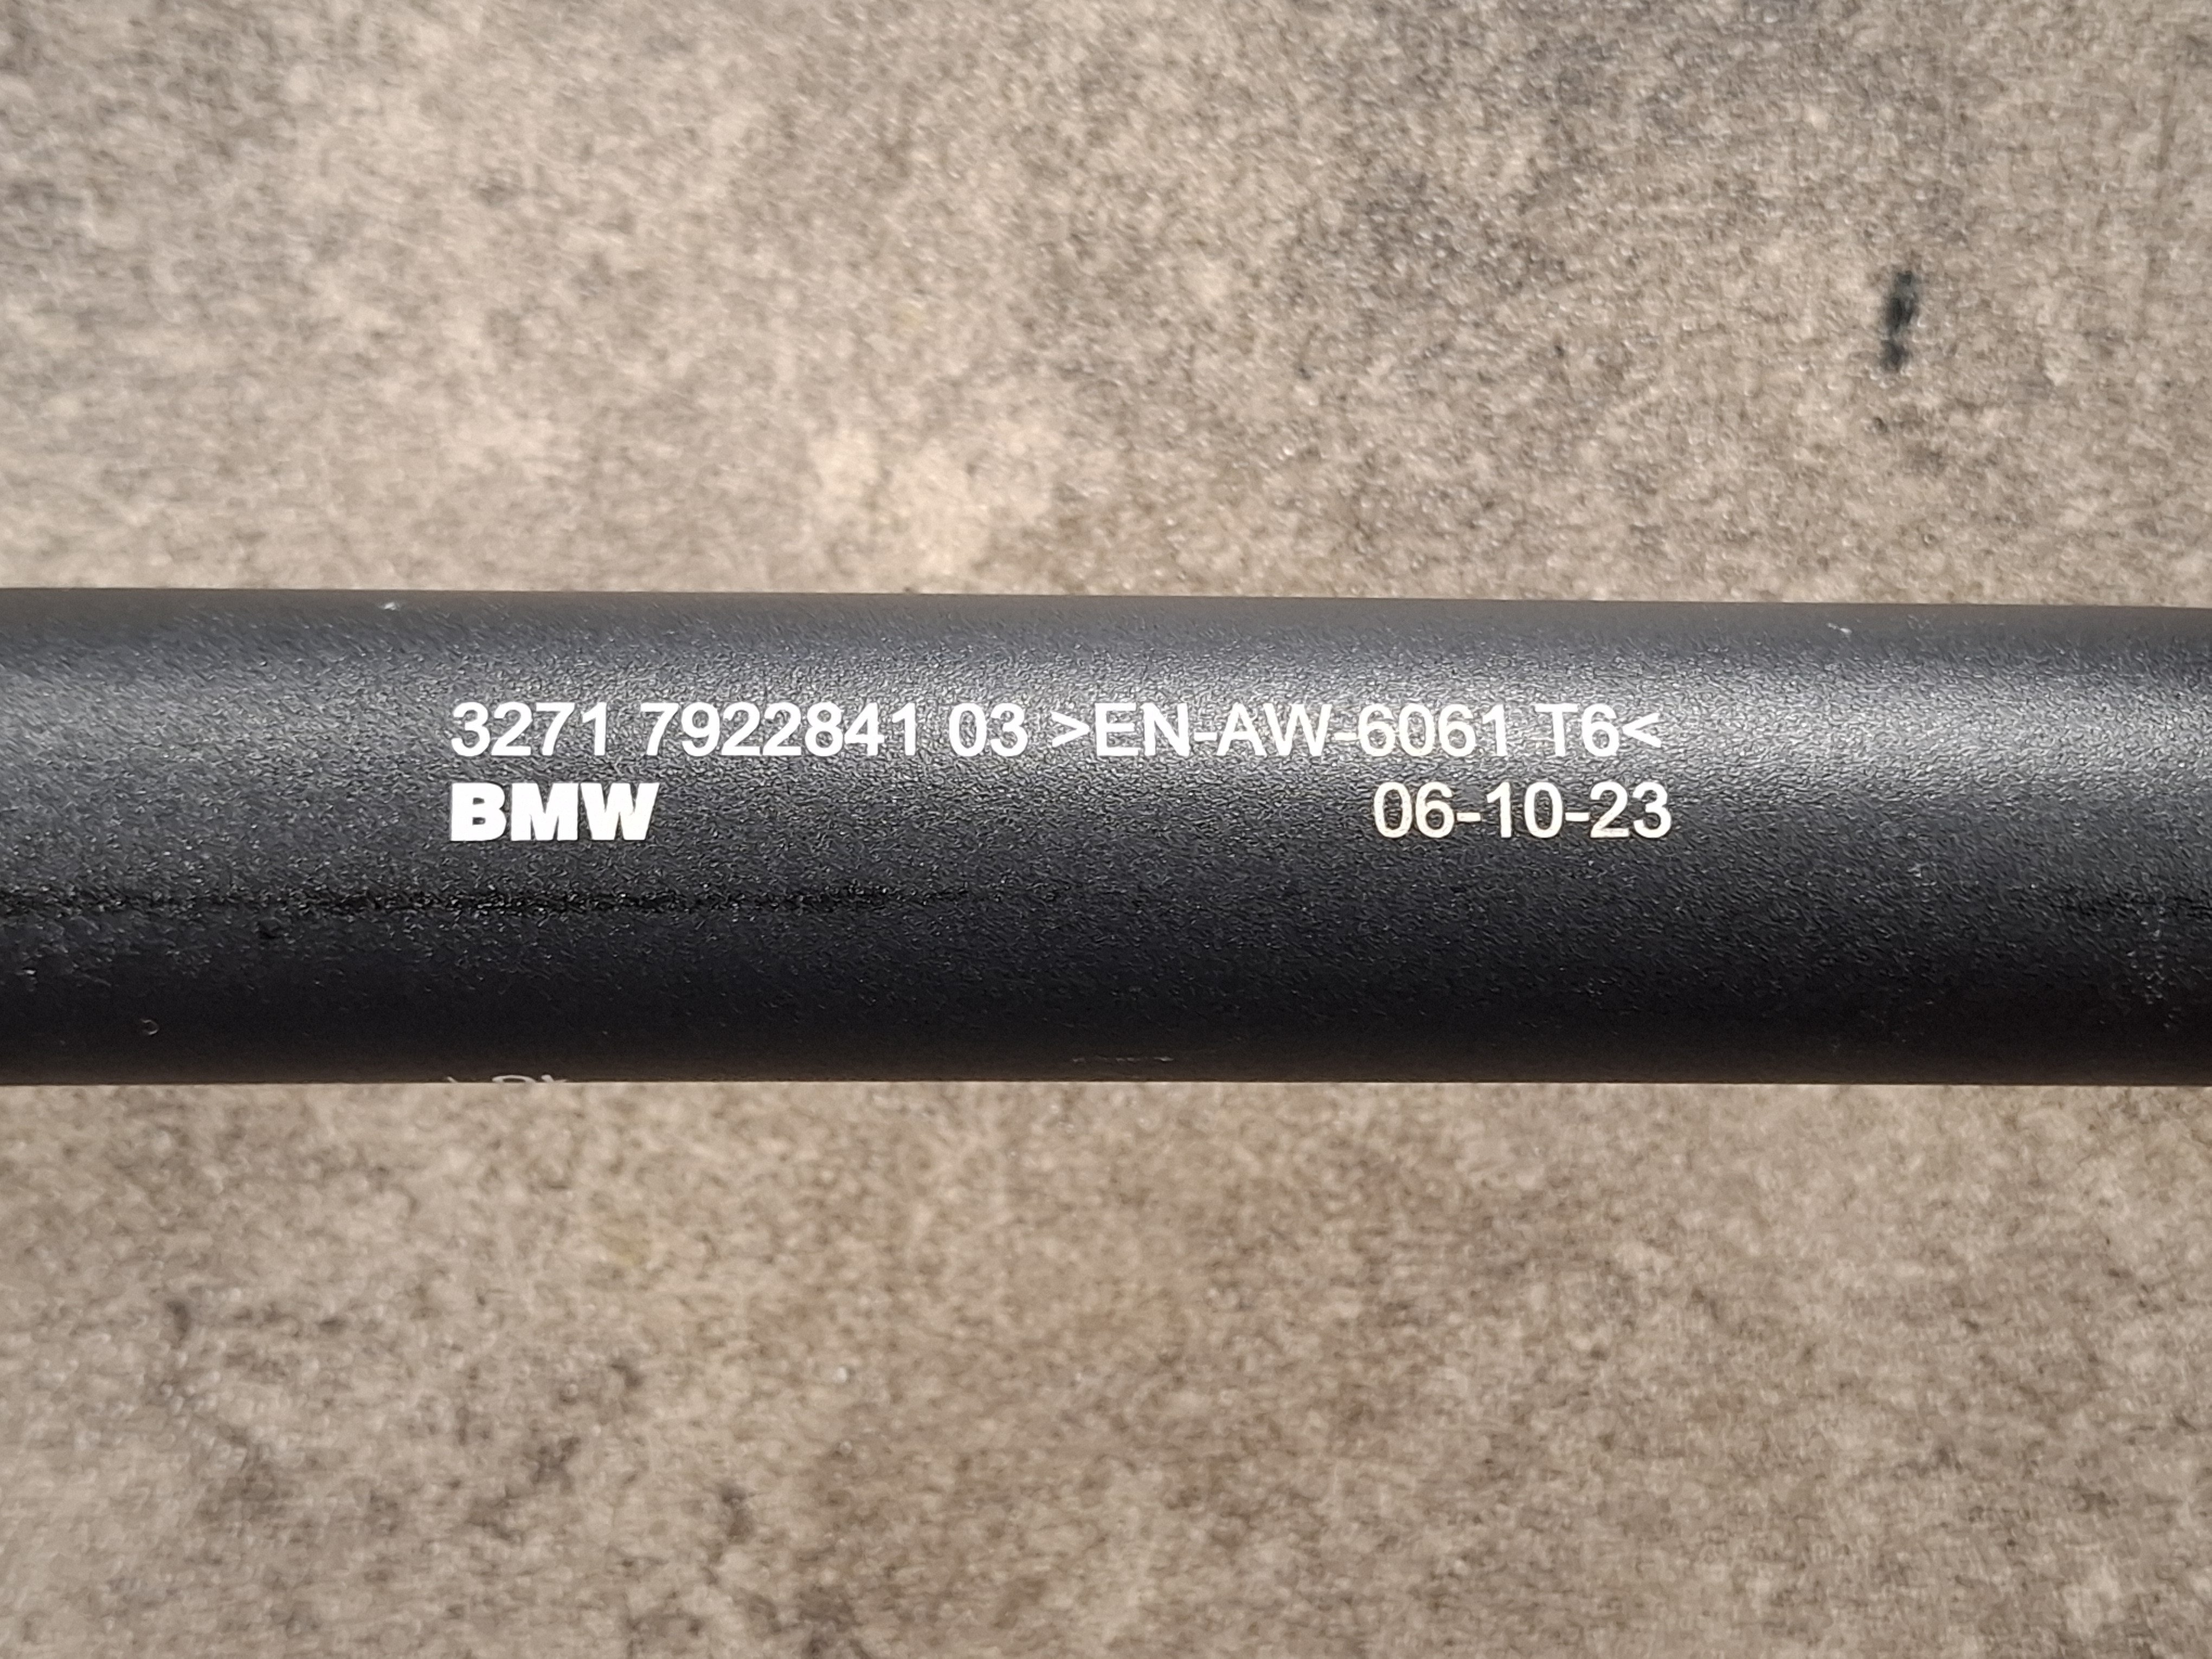 3271 7922841 03 >EN-AW-6061 T6<
BMW 06-10-23